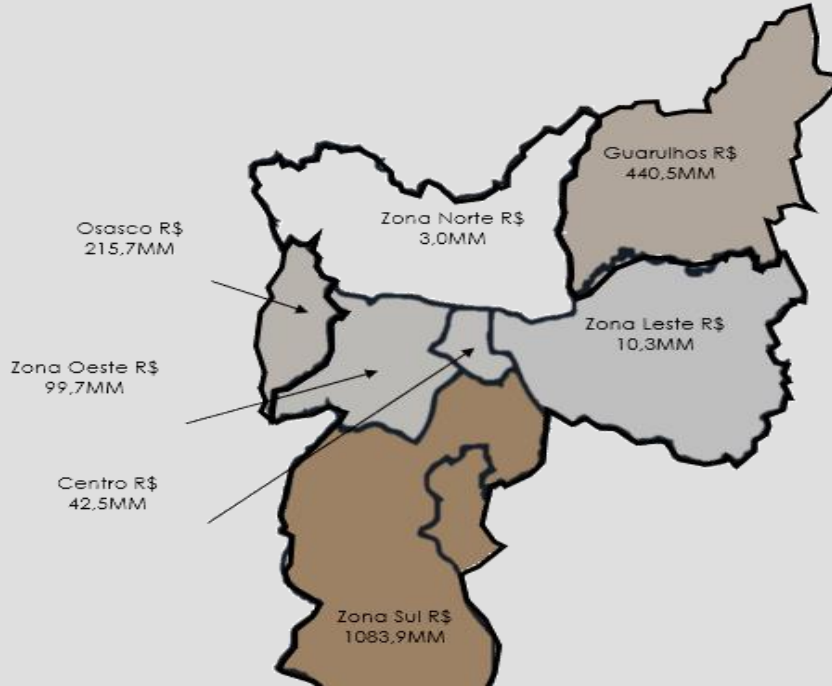 Guarulhos R$
440,5MM
Zona Norte R$
3,0MM
Osasco R$
215,7MM
Zona Leste R$
10,3MM
Zona Oeste R$
99,7MM
Centro R$
42,5MM
Zona Sul R$
1083,9MM